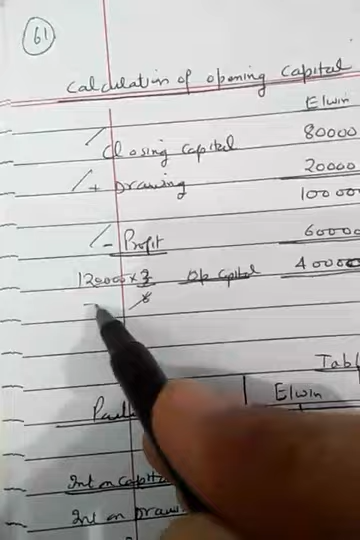 61
Calculation of opening Capital
Elwin
Closing Capital 80000
+ Drawing 20000
100000
- Profit 60000
120000 × Op Capital 40000
Elwin
Int on Capital
Int on Draw